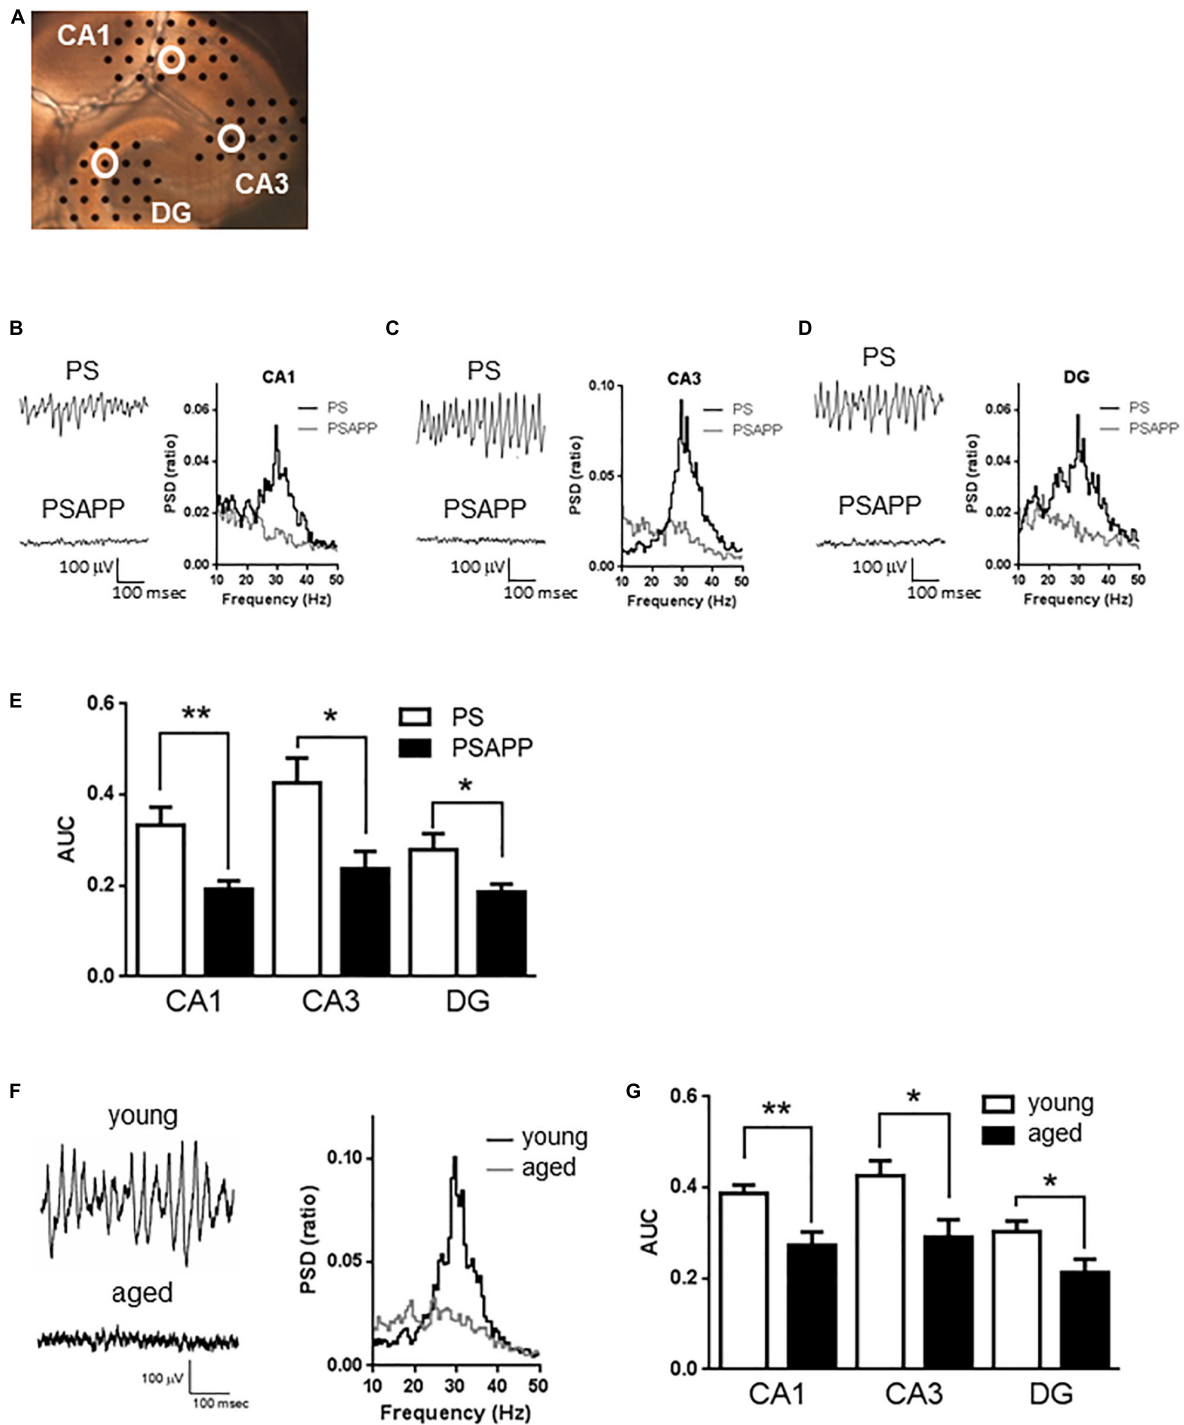 A
CA1
CA3
DG
B
PS
PSAPP
100 µV
100 msec
CA1
PS
PSAPP
PSD (ratio)
0.06
0.04
0.02
0.00
10 20 30 40 50
Frequency (Hz)
C
PS
PSAPP
100 µV
100 msec
CA3
PS
PSAPP
PSD (ratio)
0.10
0.05
0.00
10 20 30 40 50
Frequency (Hz)
D
PS
PSAPP
100 µV
100 msec
DG
PS
PSAPP
PSD (ratio)
0.06
0.04
0.02
0.00
10 20 30 40 50
Frequency (Hz)
E
AUC
0.6
0.4
0.2
0.0
** * *
PS
PSAPP
CA1 CA3 DG
F
young
aged
100 µV
100 msec
young
aged
PSD (ratio)
0.10
0.05
0.00
10 20 30 40 50
Frequency (Hz)
G
AUC
0.6
0.4
0.2
0.0
** * *
young
aged
CA1 CA3 DG